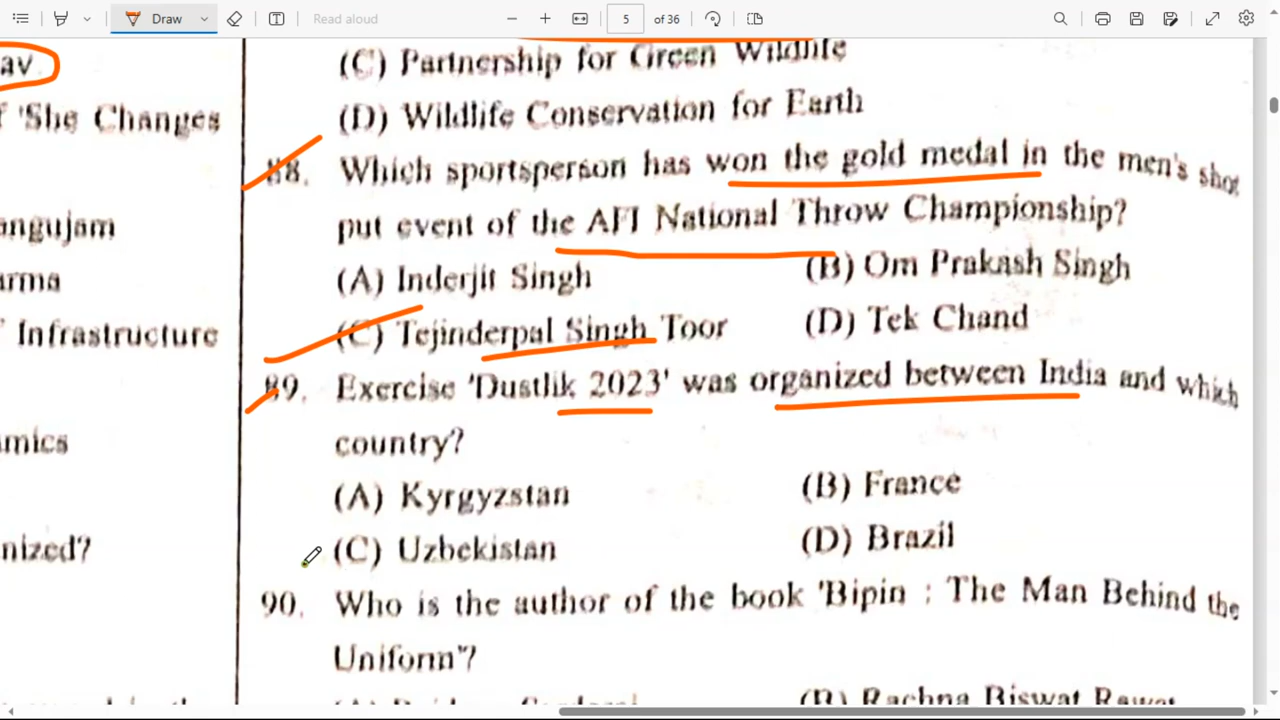 Draw
Read aloud
5 of 36
av
f 'She Changes
angujam
arma
f Infrastructure
amics
nized?
(C) Partnership for Green Wildlife
(D) Wildlife Conservation for Earth
88. Which sportsperson has won the gold medal in the men's shot
put event of the AFI National Throw Championship?
(A) Inderjit Singh (B) Om Prakash Singh
(C) Tejinderpal Singh Toor (D) Tek Chand
89. Exercise 'Dustlik 2023' was organized between India and which
country?
(A) Kyrgyzstan (B) France
(C) Uzbekistan (D) Brazil
90. Who is the author of the book 'Bipin : The Man Behind the
Uniform'?
(B) Rachna Biswat Rawat